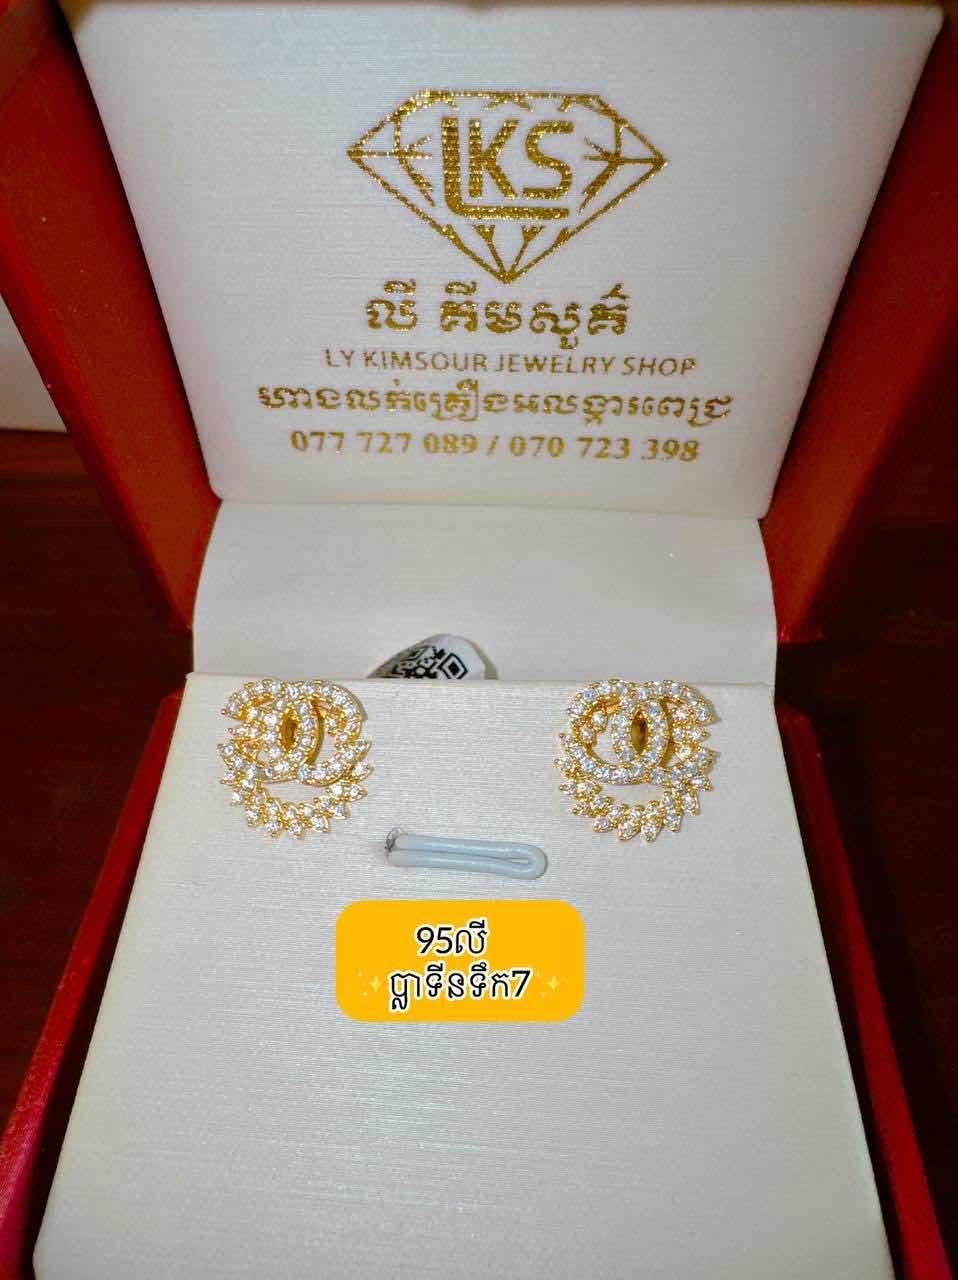 LKS
លី គីមសួគ៌
LY KIMSOUR JEWELRY SHOP
ហាងលក់គ្រឿងអលង្ការពេជ្រ
077 727 089 / 070 723 398
95លី
✨ប្លាទីនទឹក7✨